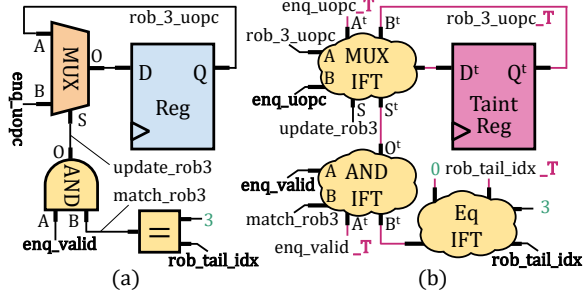 rob_3_uopc
A
B
MUX
O
S
enq_uopc
D Q
Reg
O
update_rob3
AND
match_rob3
A B
enq_valid
=
3
rob_tail_idx
(a)
enq_uopc_T
Aᵗ Bᵗ
rob_3_uopc
rob_3_uopc_T
A
B
MUX
IFT
enq_uopc
S Sᵗ
update_rob3
Dᵗ Qᵗ
Taint
Reg
Oᵗ
enq_valid
A
B
AND
IFT
match_rob3
Aᵗ Bᵗ
enq_valid_T
0 rob_tail_idx_T
Eq
IFT
3
rob_tail_idx
(b)